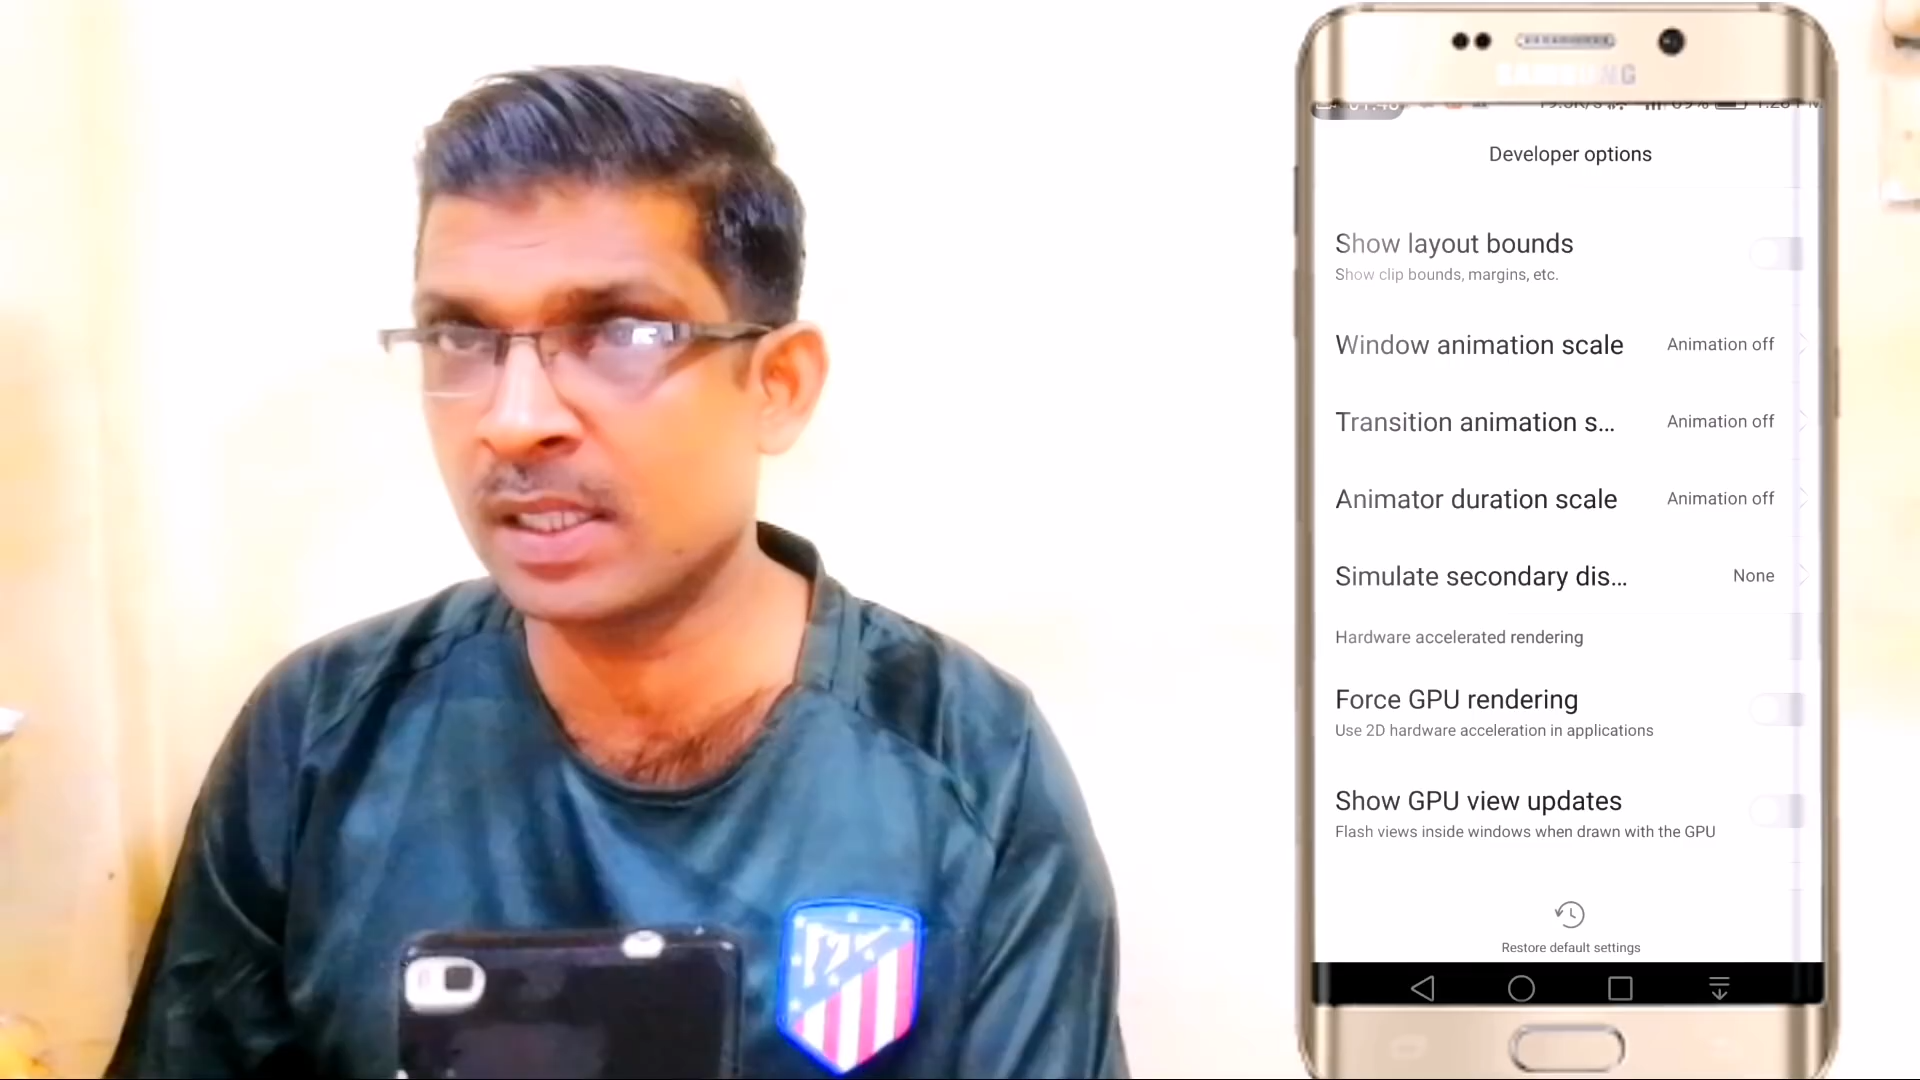 SAMSUNG
Developer options
Show layout bounds
Show clip bounds, margins, etc.
Window animation scale Animation off
Transition animation s... Animation off
Animator duration scale Animation off
Simulate secondary dis... None
Hardware accelerated rendering
Force GPU rendering
Use 2D hardware acceleration in applications
Show GPU view updates
Flash views inside windows when drawn with the GPU
Restore default settings